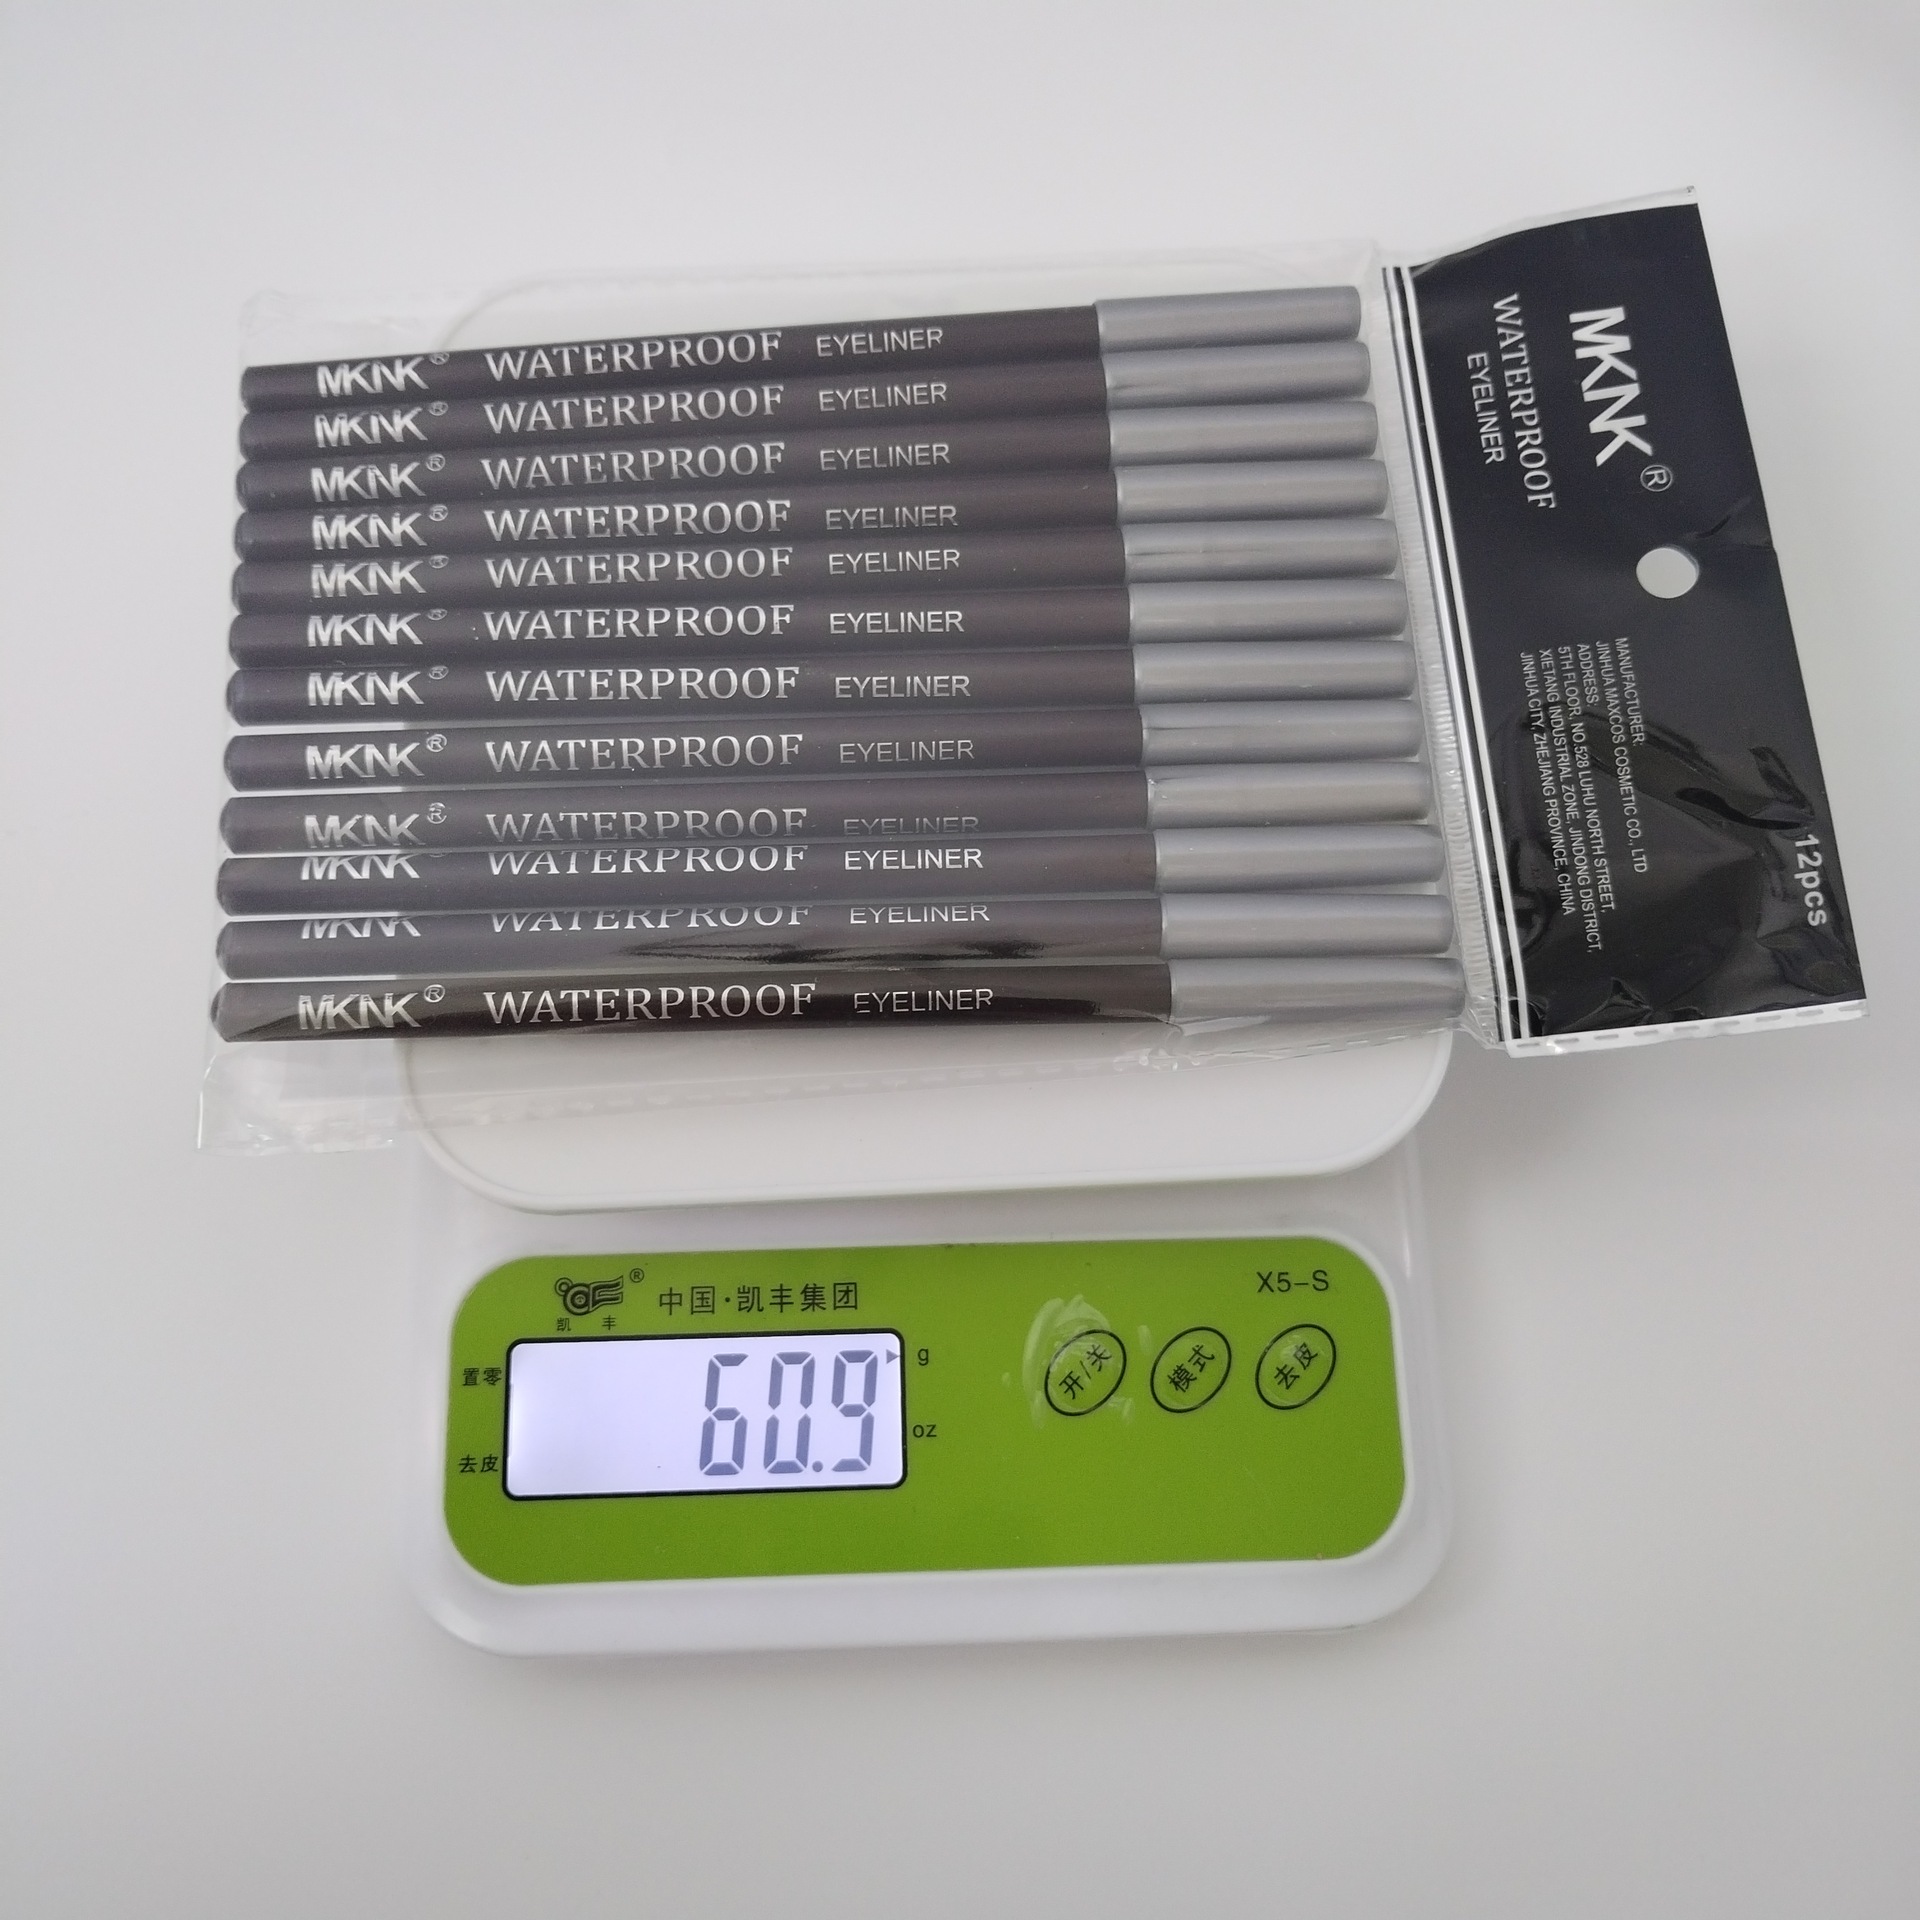 MKNK® WATERPROOF EYELINER
MKNK® WATERPROOF EYELINER
MKNK® WATERPROOF EYELINER
MKNK® WATERPROOF EYELINER
MKNK® WATERPROOF EYELINER
MKNK® WATERPROOF EYELINER
MKNK® WATERPROOF EYELINER
MKNK® WATERPROOF EYELINER
MKNK® WATERPROOF EYELINER
MKNK WATERPROOF EYELINER
MKNK WATERPROOF EYELINER
MKNK® WATERPROOF EYELINER
MKNK®
WATERPROOF
EYELINER
12pcs
MANUFACTURER:
JINHUA MAXCOS COSMETIC CO., LTD
ADDRESS:
5TH FLOOR, NO,528 LUHU NORTH STREET,
XIETANG INDUSTRIAL ZONE, JINDONG DISTRICT,
JINHUA CITY, ZHEJIANG PROVINCE, CHINA
®
凯 丰
中国·凯丰集团
X5-S
置零
去皮
60.9
g
oz
开/关
模式
去皮